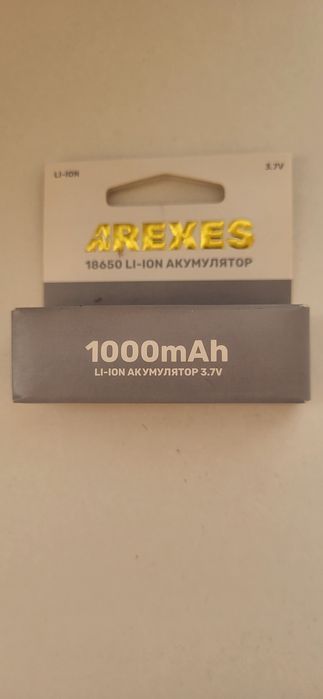 LI-ION 3.7V
AREXES
18650 LI-ION АКУМУЛЯТОР
1000mAh
LI-ION АКУМУЛЯТОР 3.7V